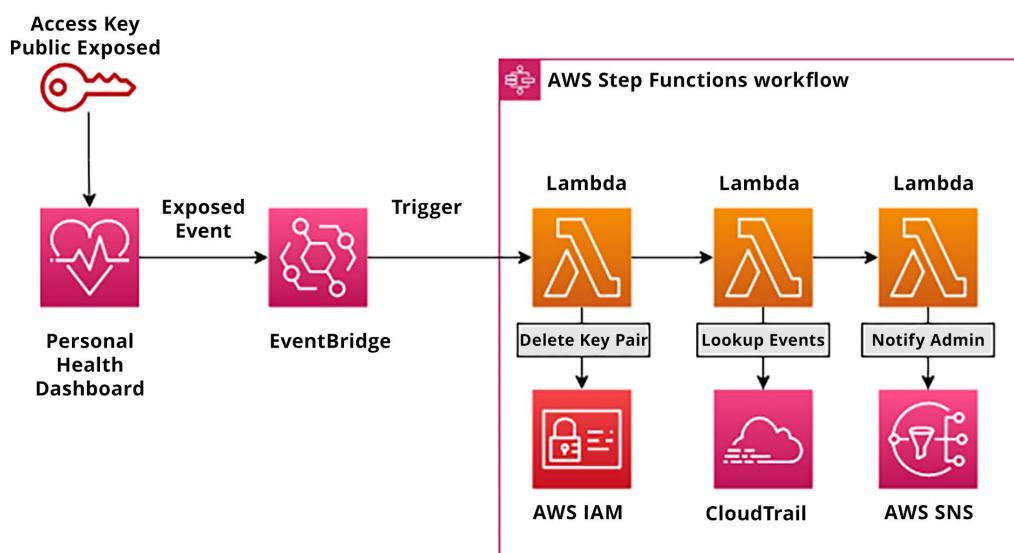 Access Key
Public Exposed
AWS Step Functions workflow
Lambda
Lambda
Lambda
Exposed
Event
Trigger
Personal
Health
Dashboard
EventBridge
Delete Key Pair
Lookup Events
Notify Admin
AWS IAM
CloudTrail
AWS SNS